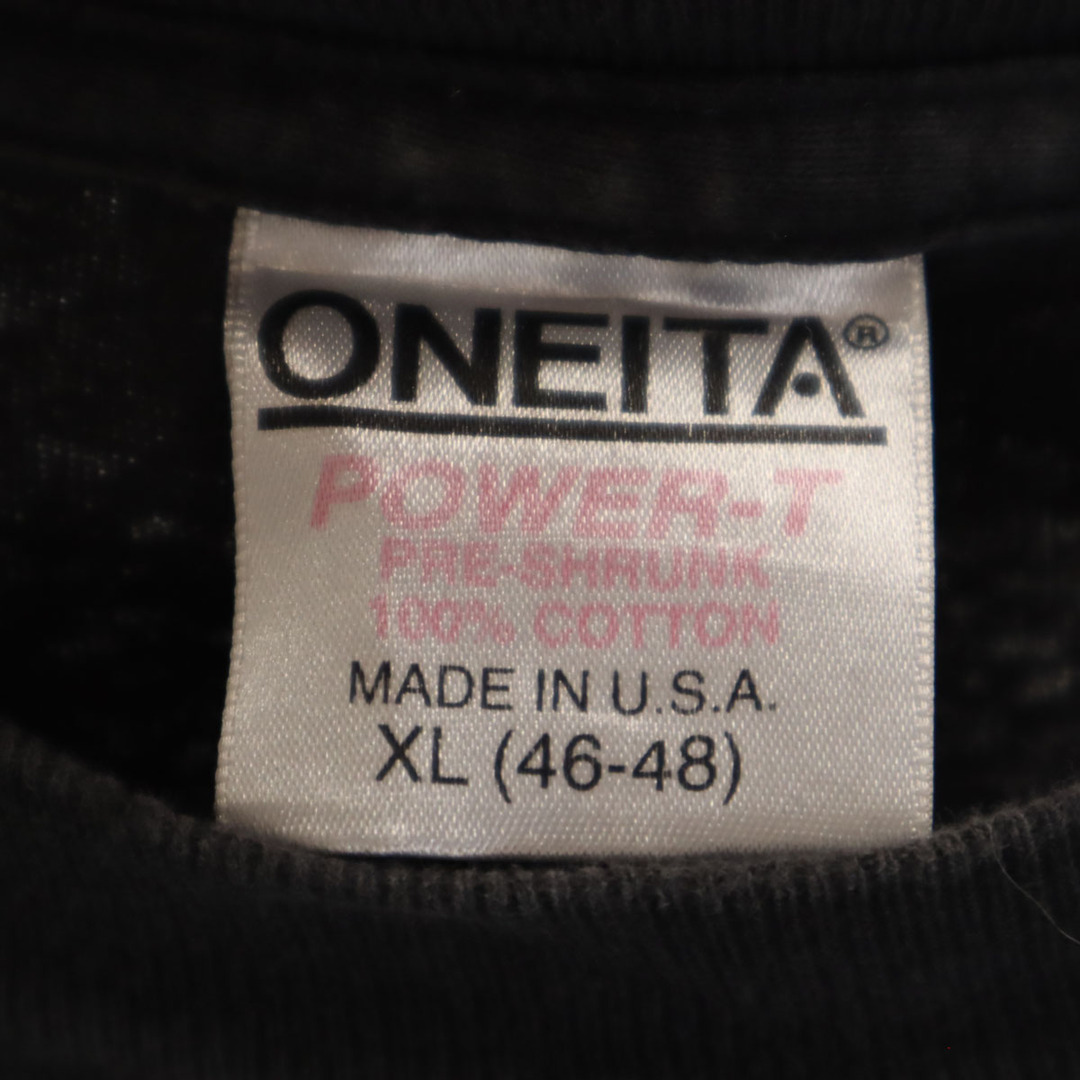 ONEITA®
POWER-T
PRE-SHRUNK
100% COTTON
MADE IN U.S.A.
XL (46-48)